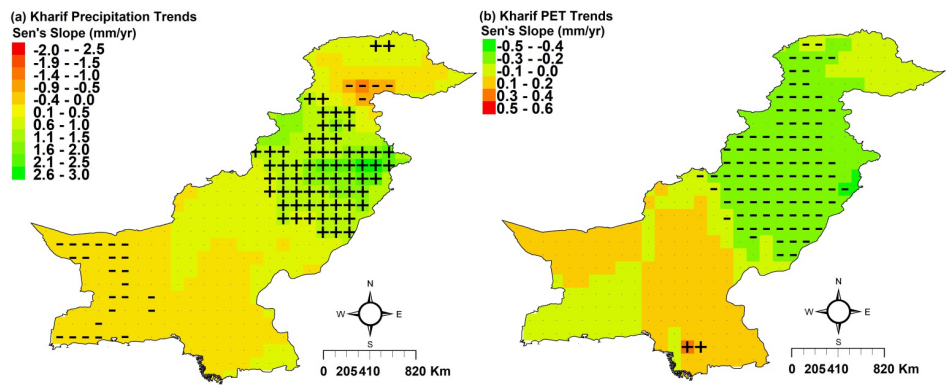 (a) Kharif Precipitation Trends
Sen's Slope (mm/yr)
-2.0 - -2.5
-1.9 - -1.5
-1.4 - -1.0
-0.9 - -0.5
-0.4 - 0.0
0.1 - 0.5
0.6 - 1.0
1.1 - 1.5
1.6 - 2.0
2.1 - 2.5
2.6 - 3.0
N
W E
S
0 205 410 820 Km
(b) Kharif PET Trends
Sen's Slope (mm/yr)
-0.5 - -0.4
-0.3 - -0.2
-0.1 - 0.0
0.1 - 0.2
0.3 - 0.4
0.5 - 0.6
N
W E
S
0 205 410 820 Km